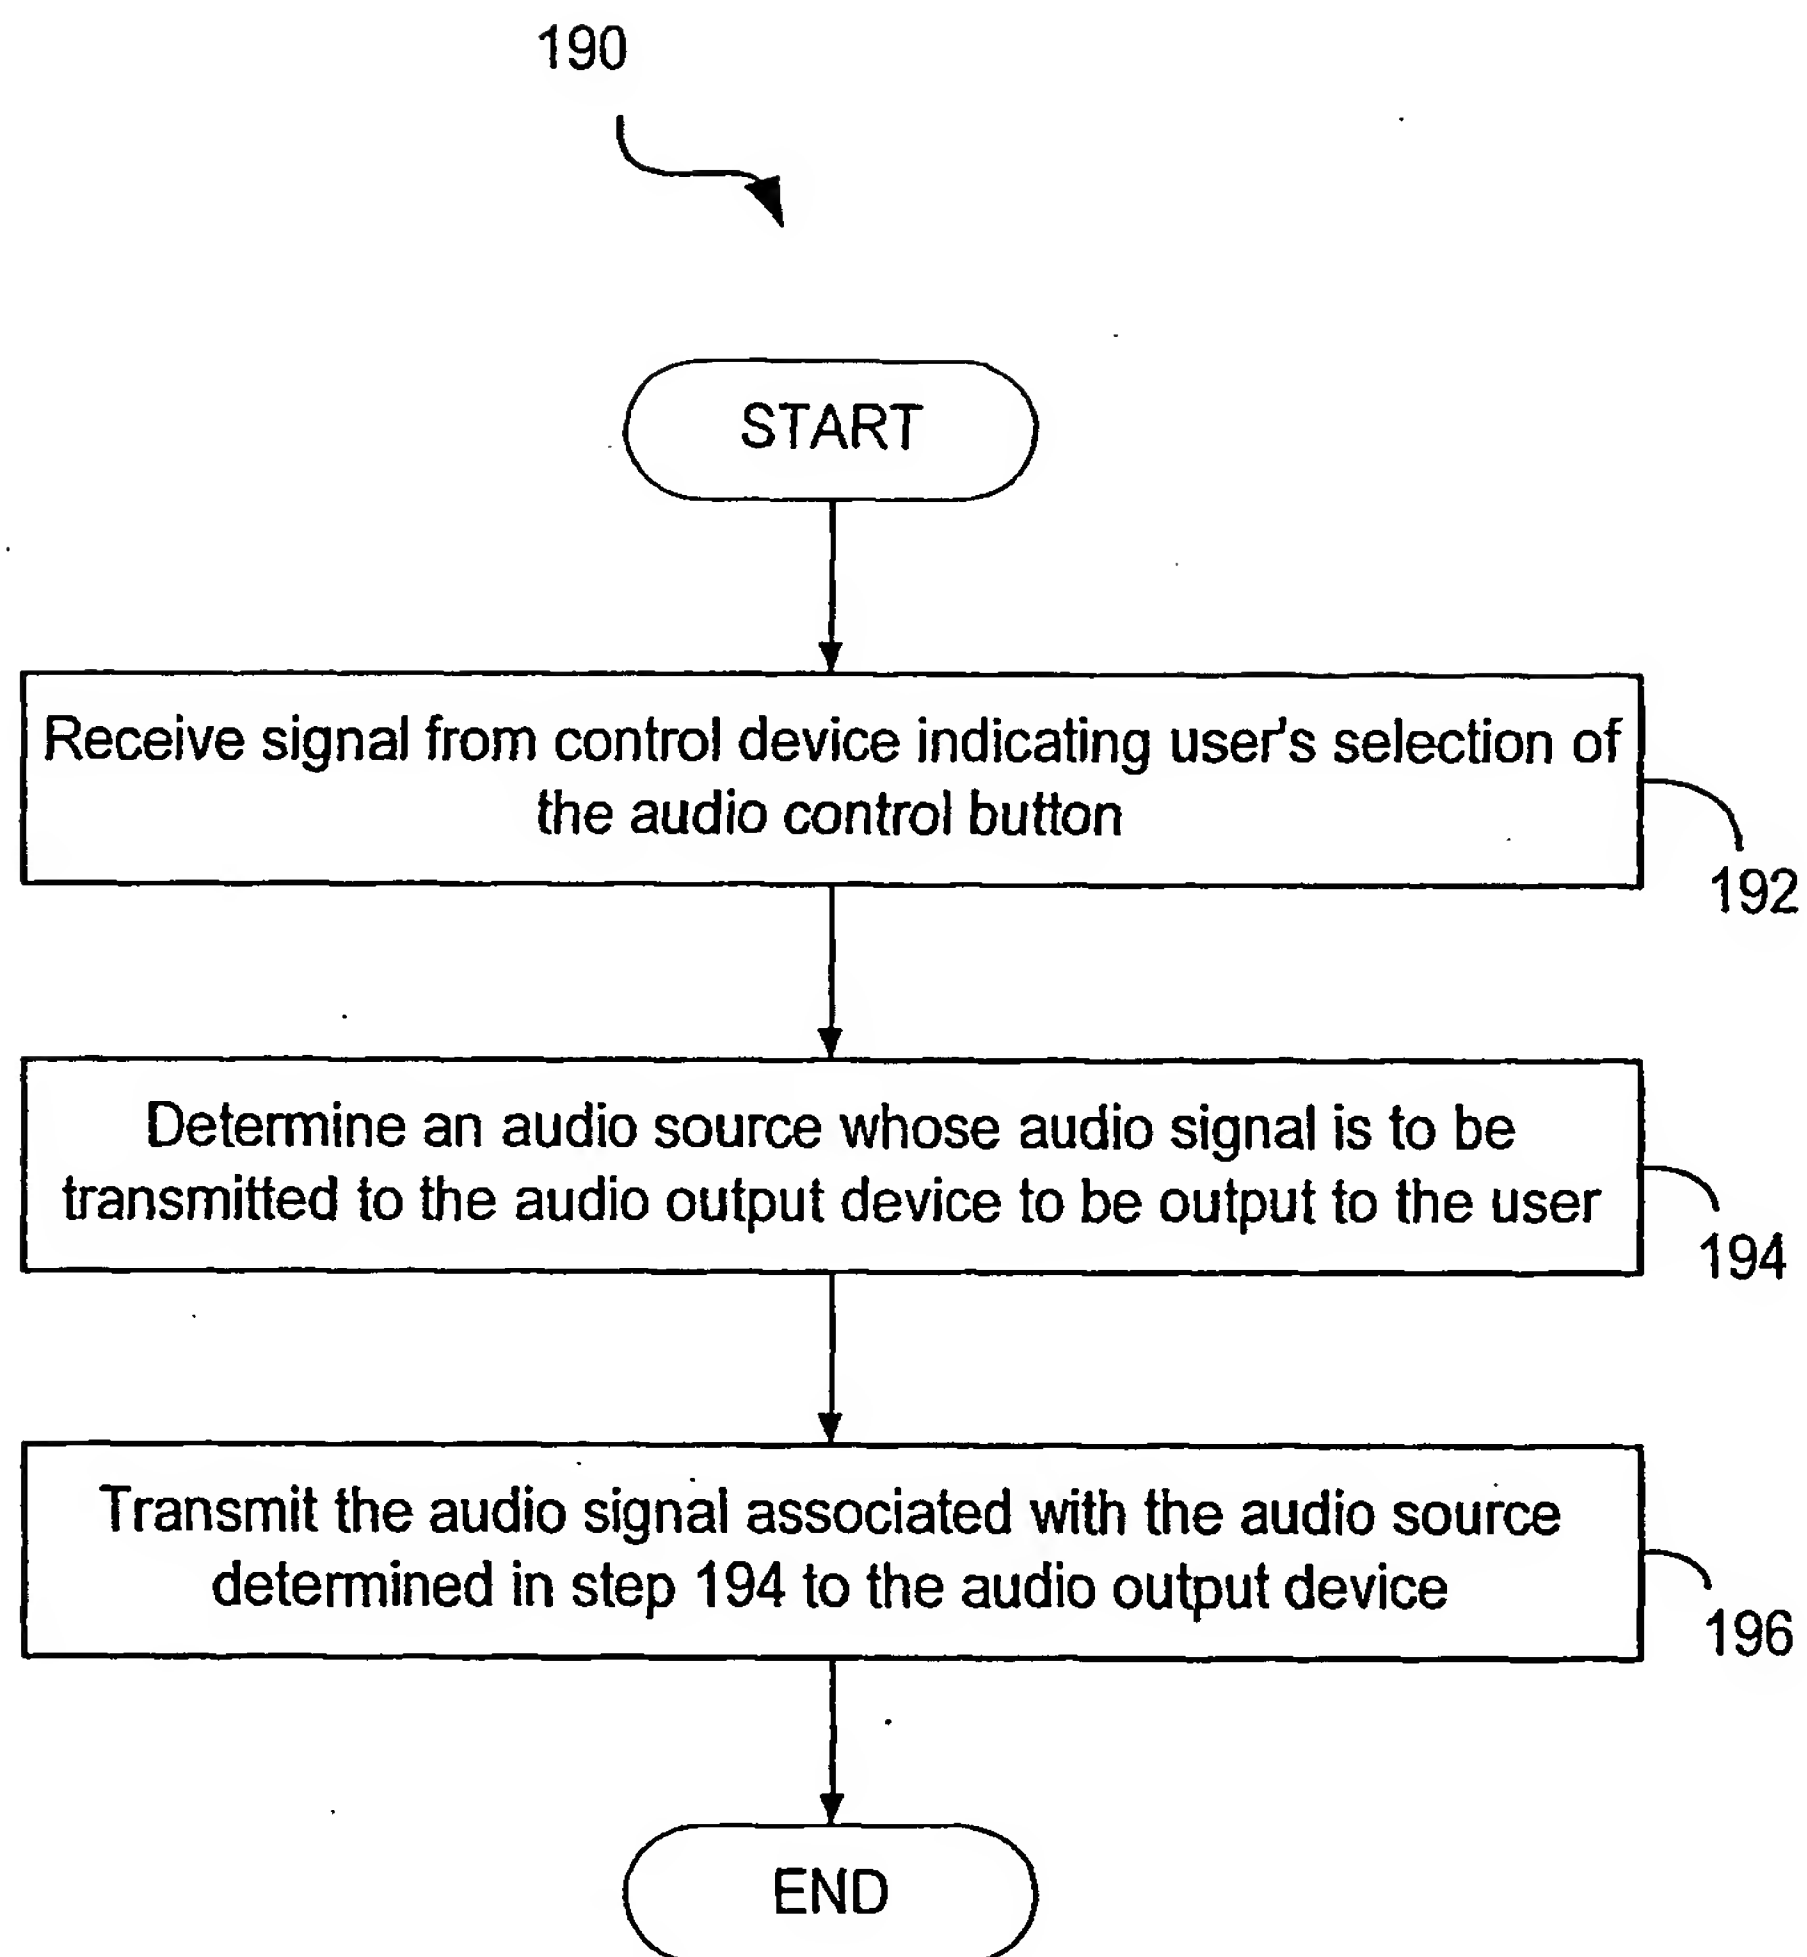 190
START
Receive signal from control device indicating user's selection of
the audio control button
192
Determine an audio source whose audio signal is to be
transmitted to the audio output device to be output to the user
194
Transmit the audio signal associated with the audio source
determined in step 194 to the audio output device
196
END